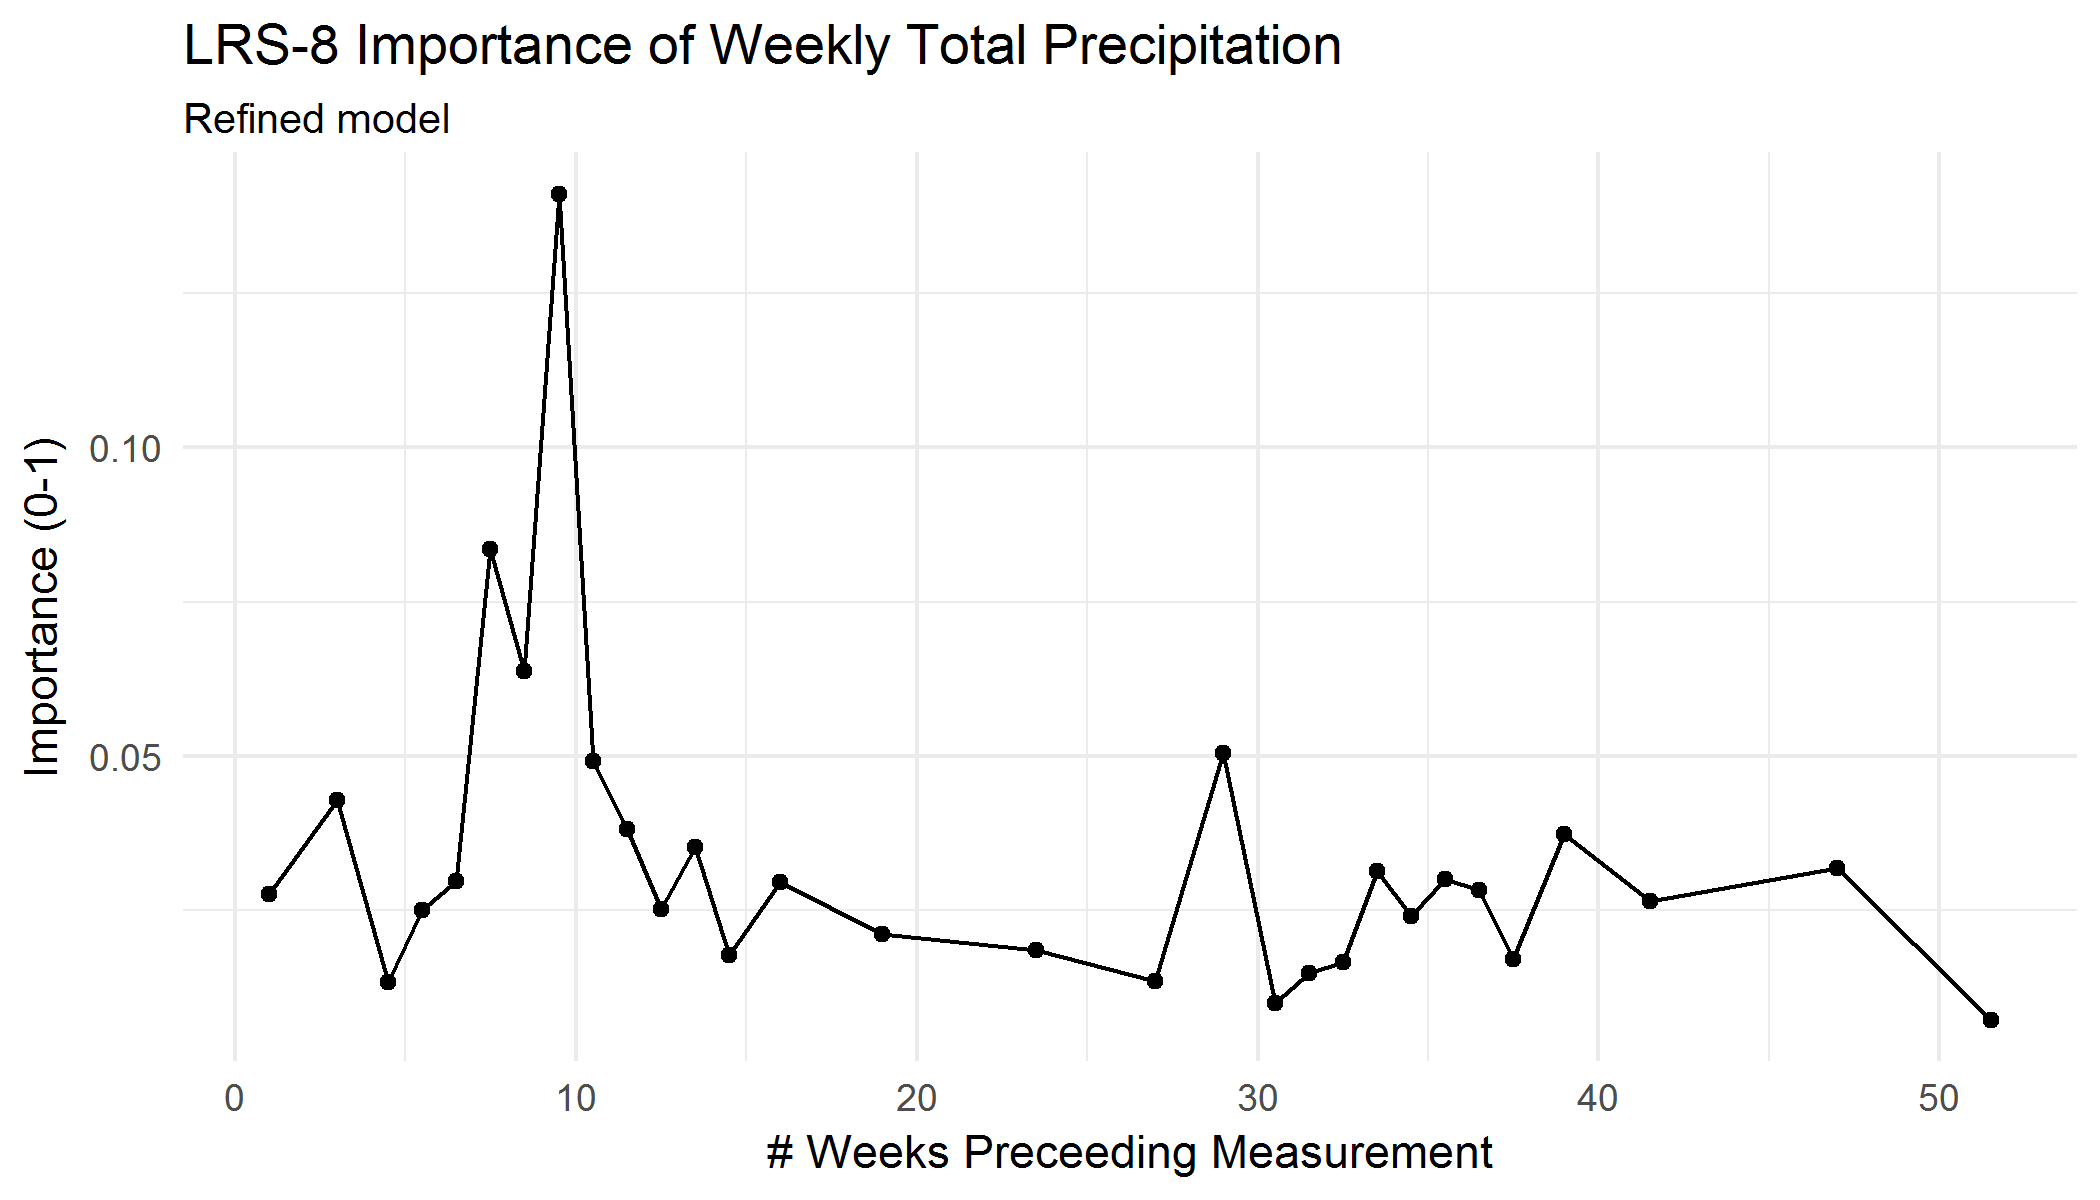 LRS-8 Importance of Weekly Total Precipitation
Refined model
Importance (0-1)
0.10
0.05
0
10
20
30
40
50
# Weeks Preceeding Measurement